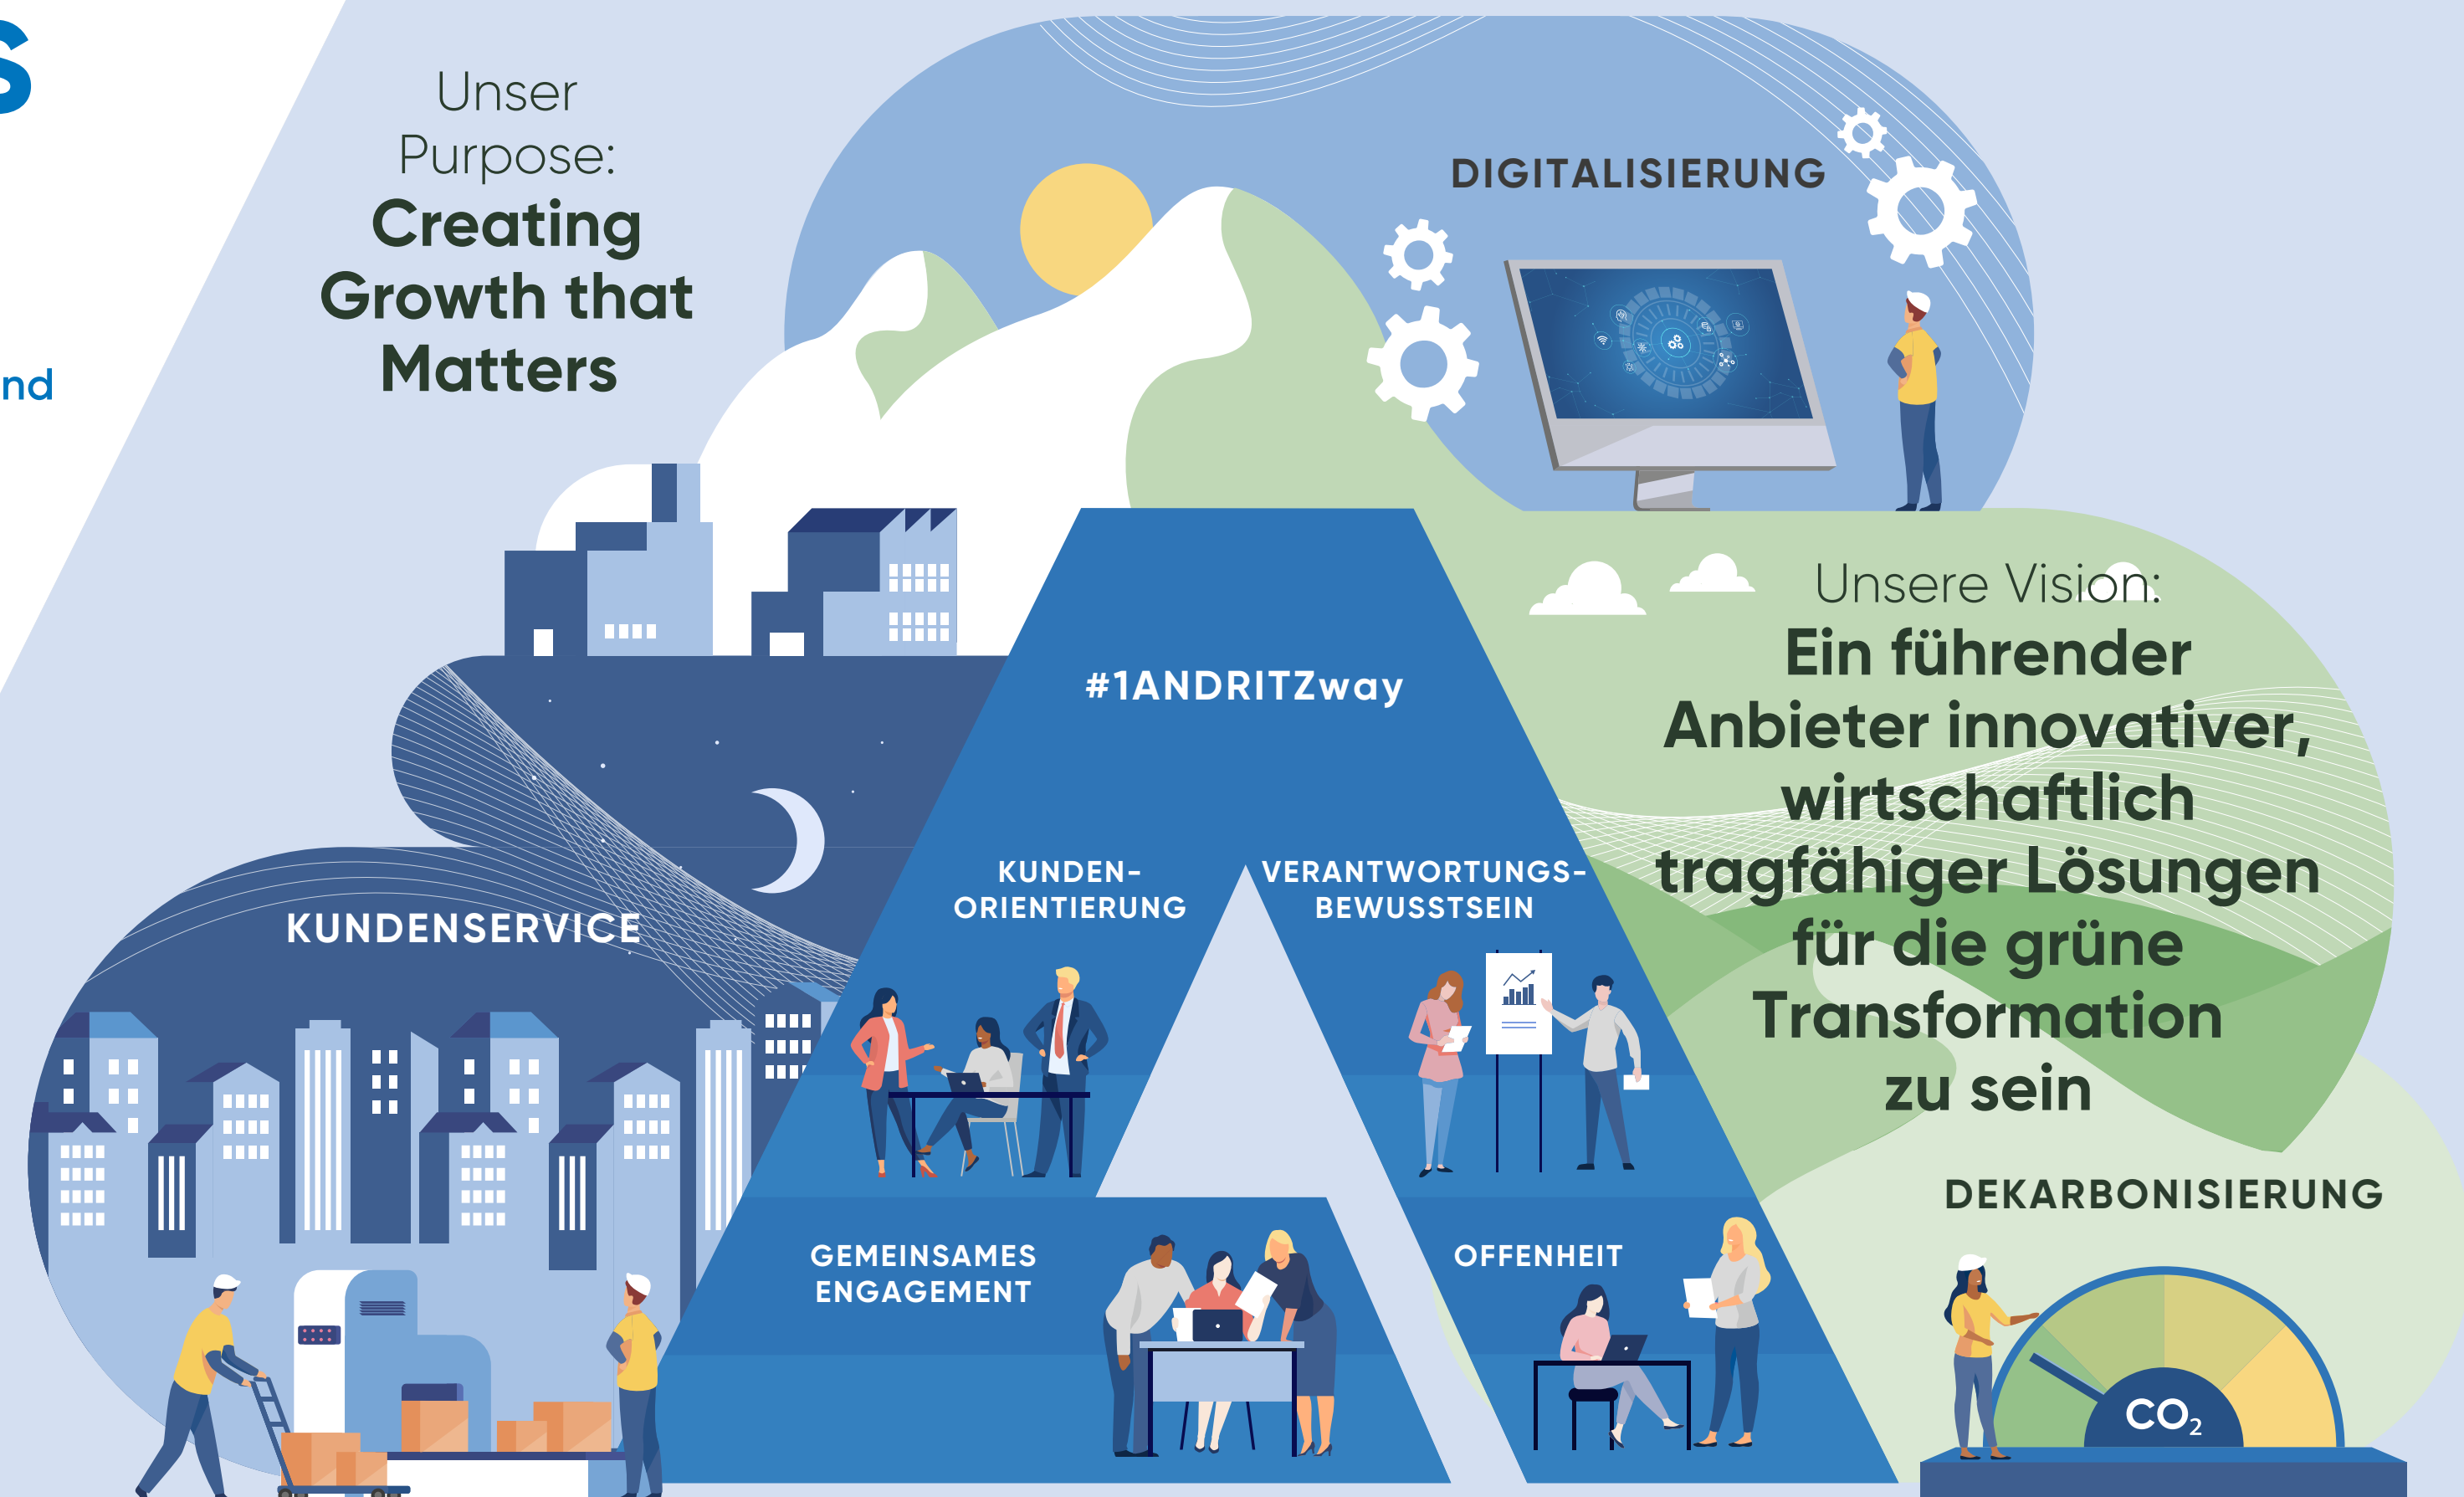 S
nd
Unser
Purpose:
Creating
Growth that
Matters
DIGITALISIERUNG
Unsere Vision:
Ein führender
Anbieter innovativer,
wirtschaftlich
tragfähiger Lösungen
für die grüne
Transformation
zu sein
#1ANDRITZway
KUNDEN-
ORIENTIERUNG
VERANTWORTUNGS-
BEWUSSTSEIN
KUNDENSERVICE
GEMEINSAMES
ENGAGEMENT
OFFENHEIT
DEKARBONISIERUNG
CO₂